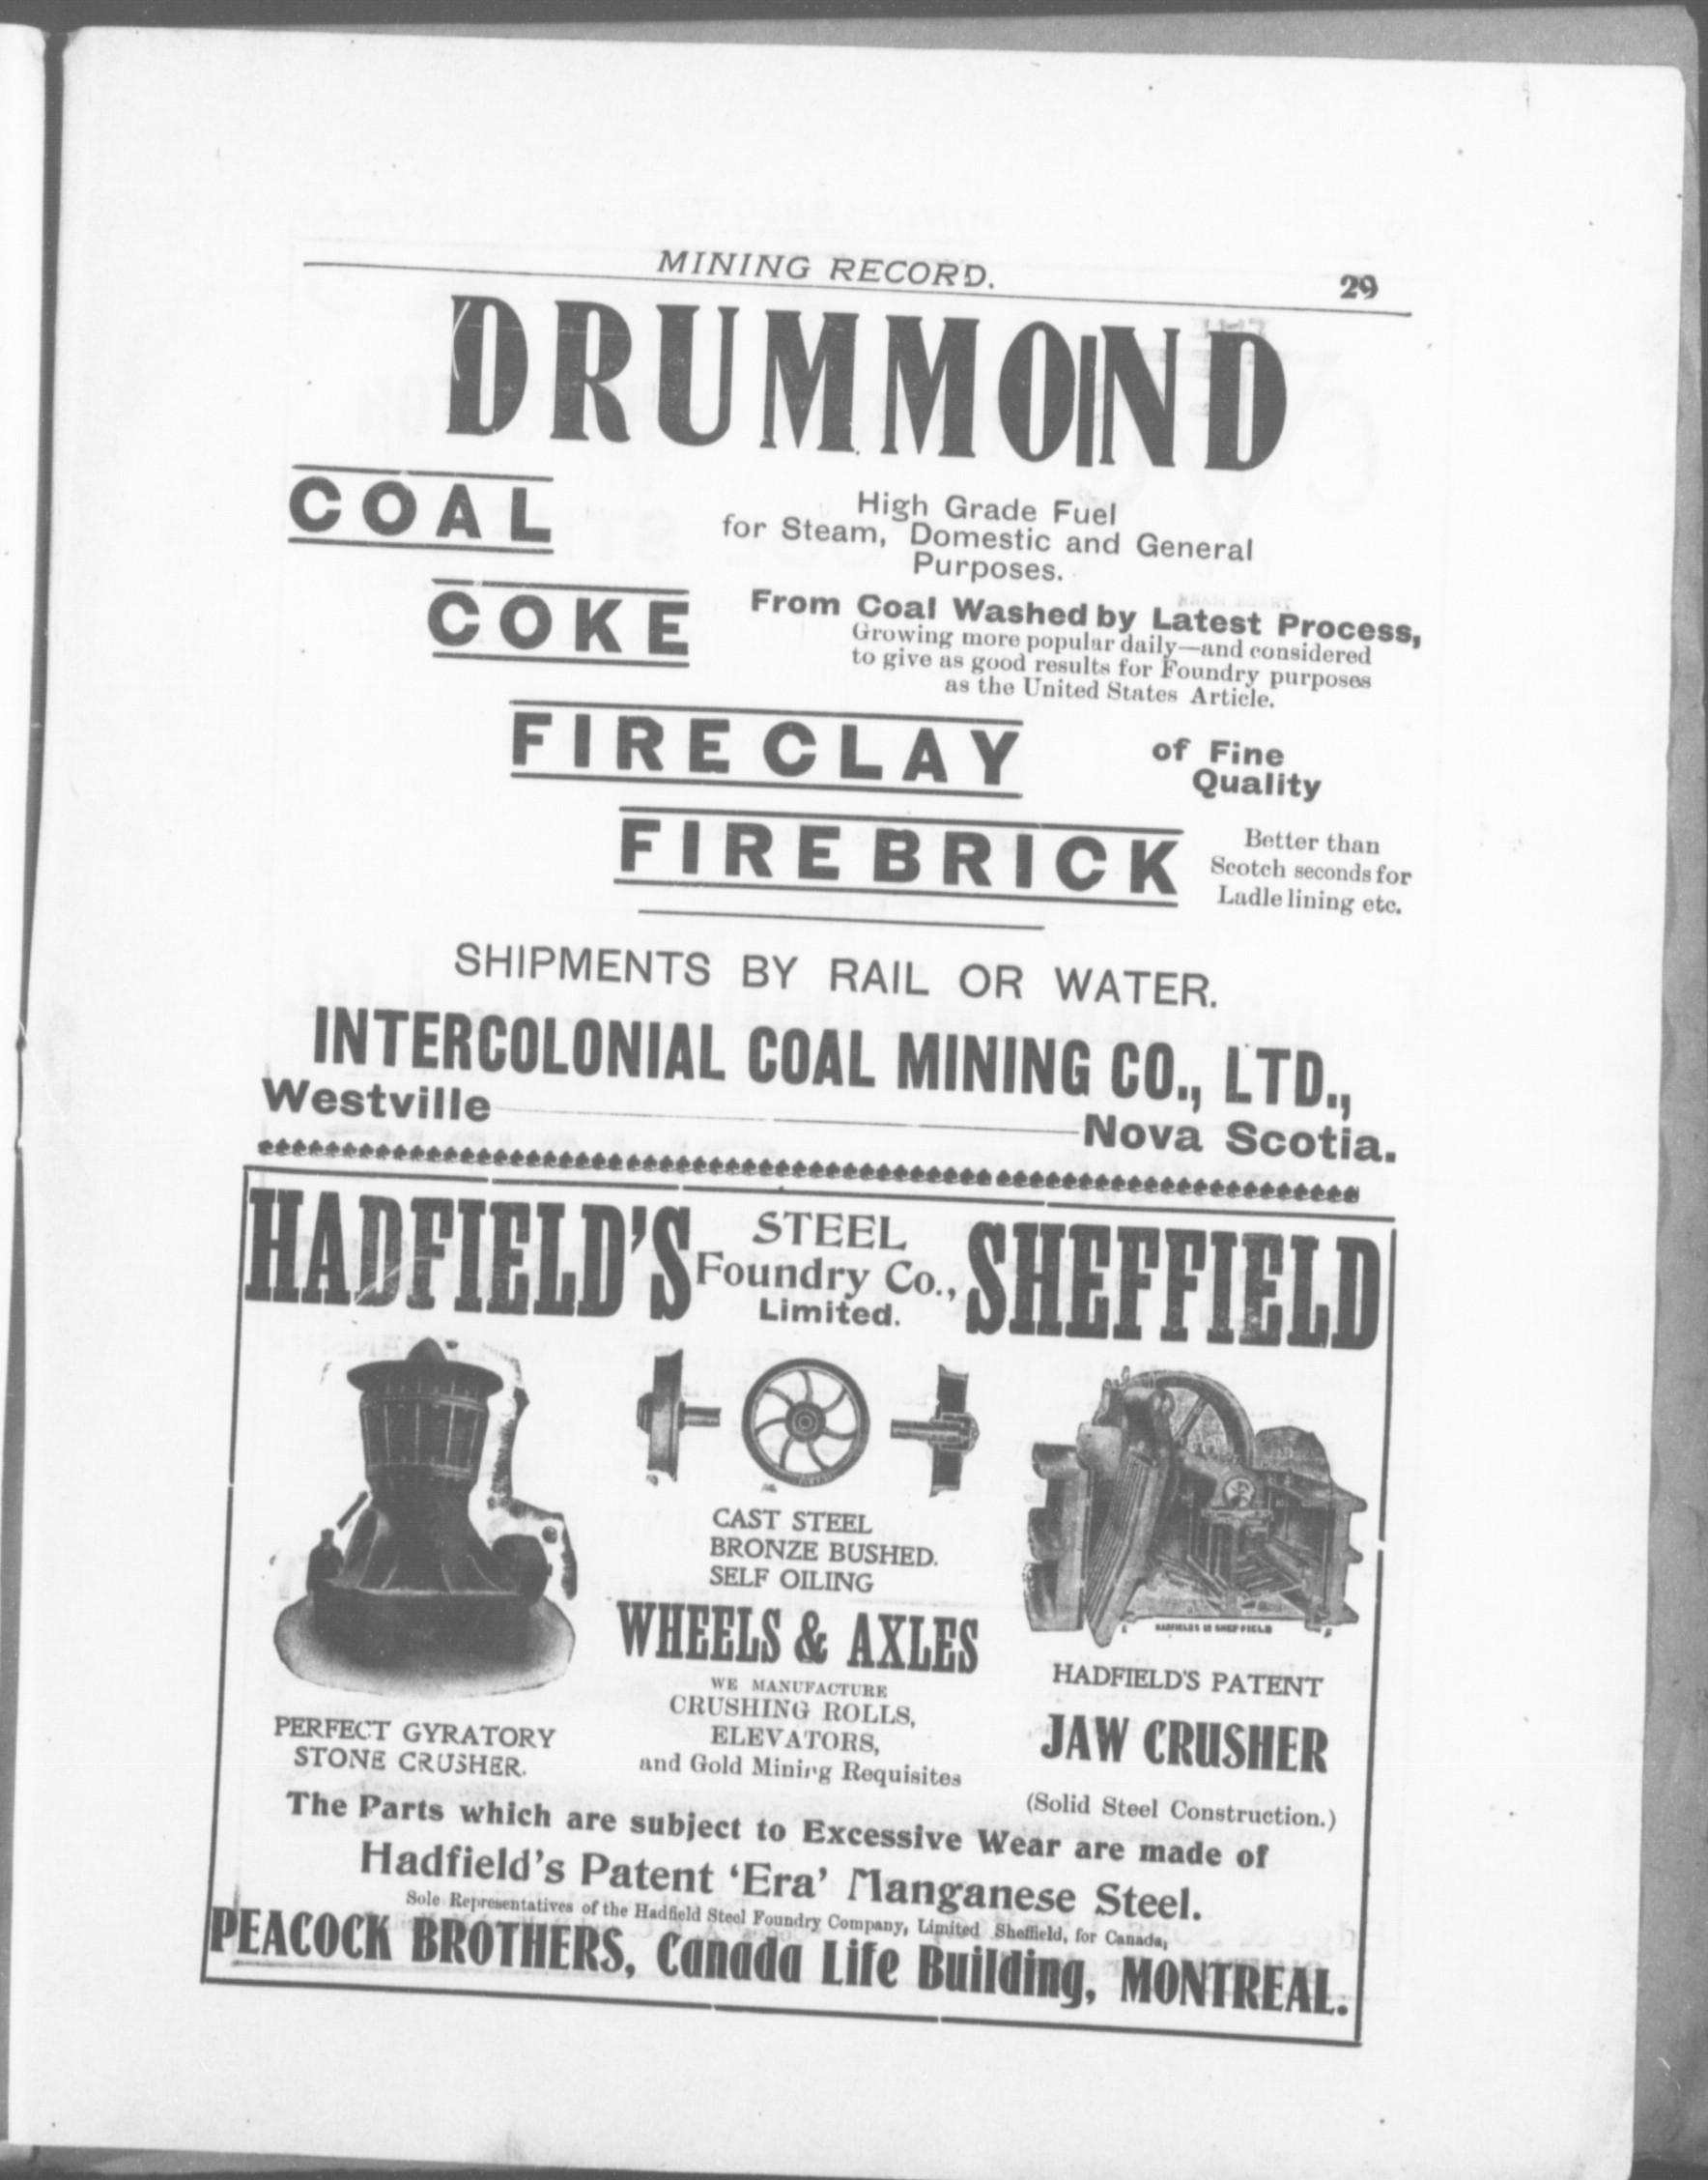 MINING RECORD. 29
DRUMMOND
COAL
High Grade Fuel
for Steam, Domestic and General
Purposes.
COKE
From Coal Washed by Latest Process,
Growing more popular daily—and considered
to give as good results for Foundry purposes
as the United States Article.
FIRECLAY
of Fine
Quality
FIREBRICK
Better than
Scotch seconds for
Ladle lining etc.
SHIPMENTS BY RAIL OR WATER.
INTERCOLONIAL COAL MINING CO., LTD.,
Westville Nova Scotia.
HADFIELD'S STEEL Foundry Co., Limited. SHEFFIELD
CAST STEEL
BRONZE BUSHED.
SELF OILING
WHEELS & AXLES
WE MANUFACTURE
CRUSHING ROLLS,
ELEVATORS,
and Gold Mining Requisites
PERFECT GYRATORY
STONE CRUSHER.
HADFIELDS LD SHEFFIELD
HADFIELD'S PATENT
JAW CRUSHER
(Solid Steel Construction.)
The Parts which are subject to Excessive Wear are made of
Hadfield's Patent 'Era' Manganese Steel.
Sole Representatives of the Hadfield Steel Foundry Company, Limited Sheffield, for Canada,
PEACOCK BROTHERS, Canada Life Building, MONTREAL.